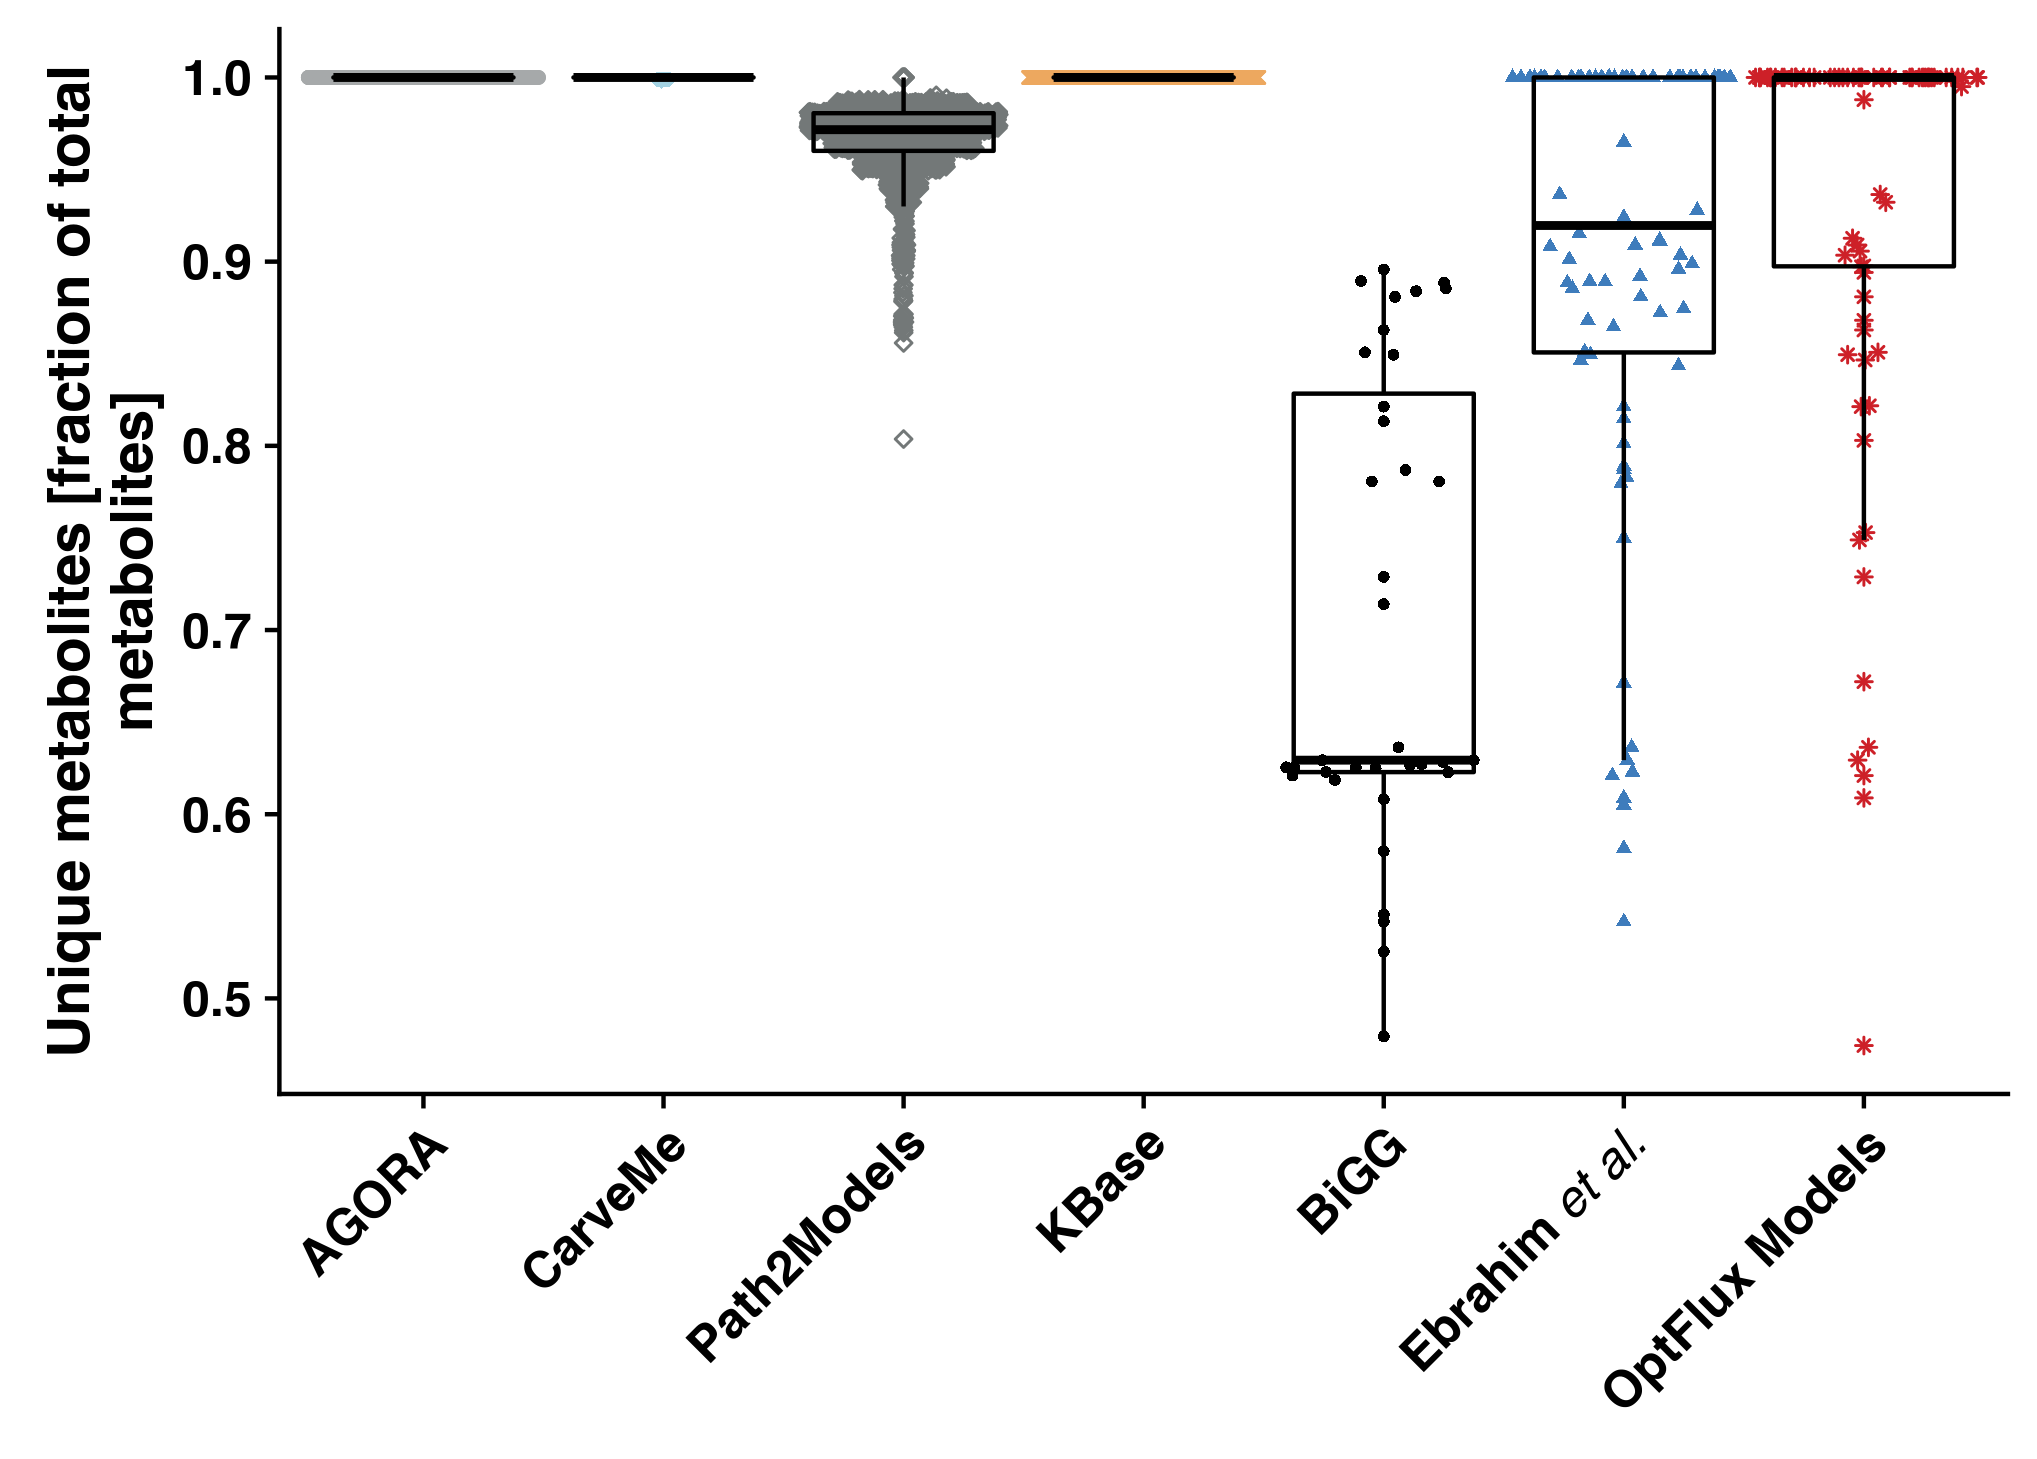 Unique metabolites [fraction of total
metabolites]
1.0
0.9
0.8
0.7
0.6
0.5
AGORA
CarveMe
Path2Models
KBase
BiGG
Ebrahim et al.
OptFlux Models